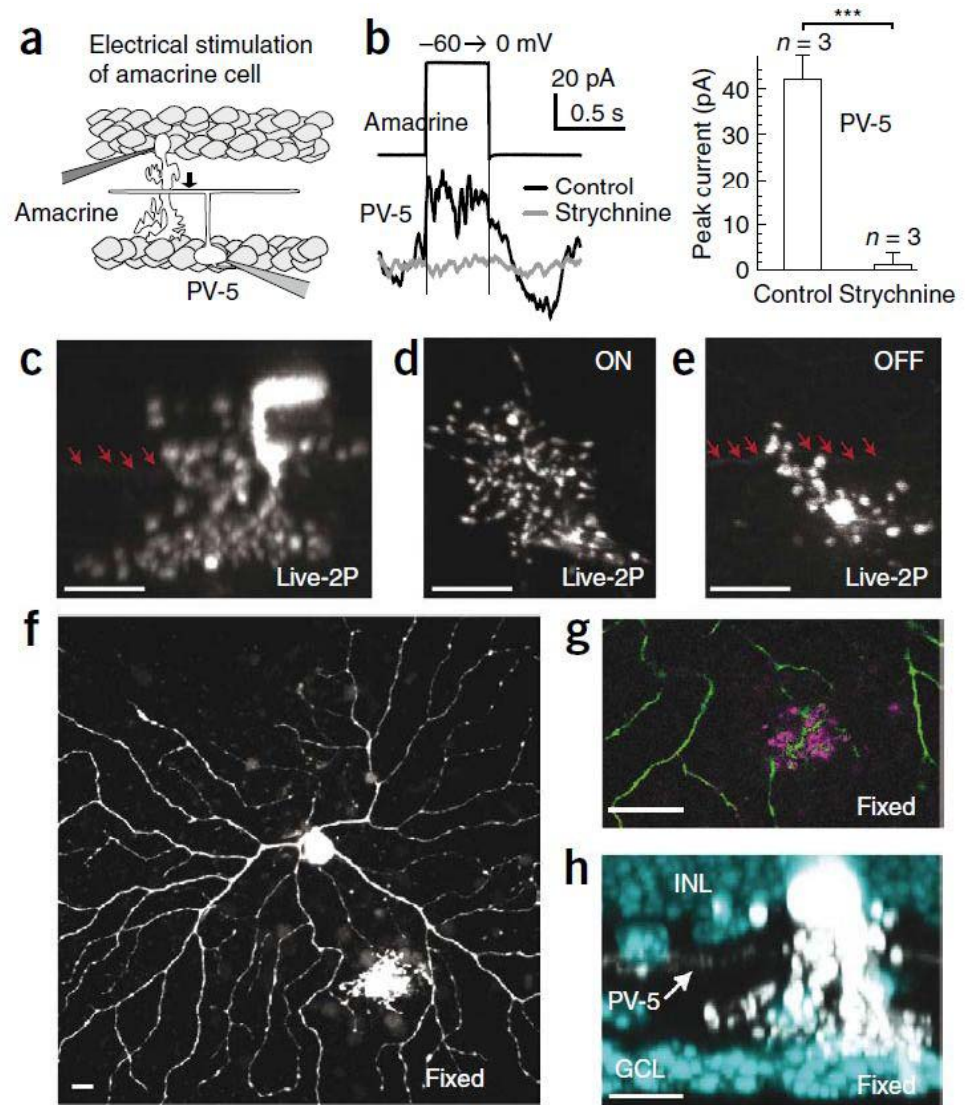 a
Electrical stimulation
of amacrine cell
Amacrine
PV-5
b
–60 → 0 mV
20 pA
0.5 s
Amacrine
PV-5
Control
Strychnine
***
n = 3
PV-5
n = 3
Peak current (pA)
40
30
20
10
0
Control Strychnine
c
Live-2P
d
ON
Live-2P
e
OFF
Live-2P
f
Fixed
g
Fixed
h
INL
PV-5
GCL
Fixed